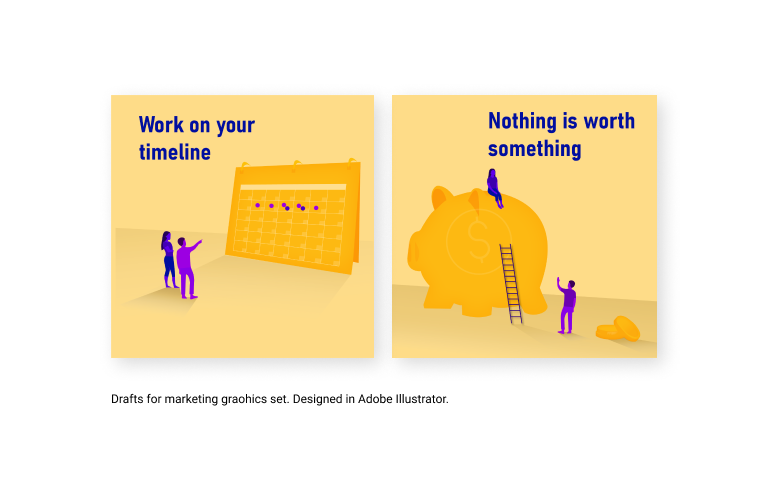 Work on your
timeline
Nothing is worth
something
$
Drafts for marketing graohics set. Designed in Adobe Illustrator.